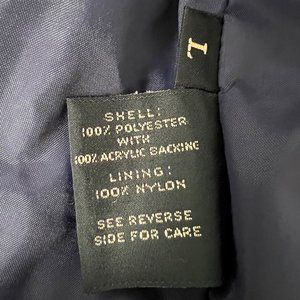 L
SHELL:
100% POLYESTER
WITH
100% ACRYLIC BACKING
LINING:
100% NYLON
SEE REVERSE
SIDE FOR CARE